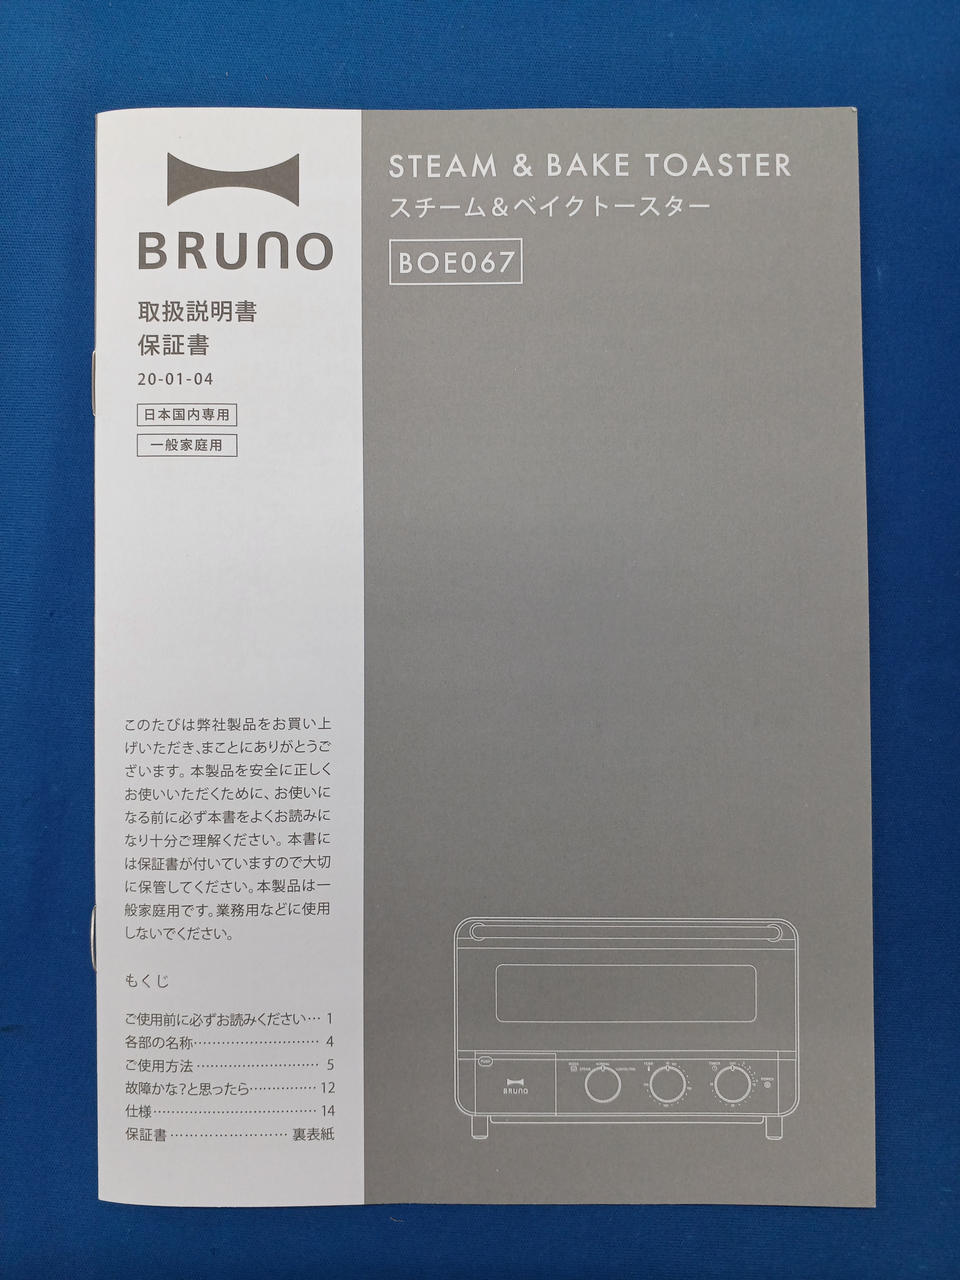 BRUNO
取扱説明書
保証書
20-01-04
日本国内専用
一般家庭用
このたびは弊社製品をお買い上
げいただき、まことにありがとうご
ざいます。本製品を安全に正しく
お使いいただくために、お使いに
なる前に必ず本書をよくお読みに
なり十分ご理解ください。本書に
は保証書が付いていますので大切
に保管してください。本製品は一
般家庭用です。業務用などに使用
しないでください。
もくじ
ご使用前に必ずお読みください… 1
各部の名称……………………… 4
ご使用方法……………………… 5
故障かな？と思ったら…………… 12
仕様……………………………… 14
保証書…………………… 裏表紙
STEAM & BAKE TOASTER
スチーム＆ベイクトースター
BOE067
PUSH
BRUNO
MODE
STEAM
NORMAL
TEMP.
TIMER
OFF
POWER